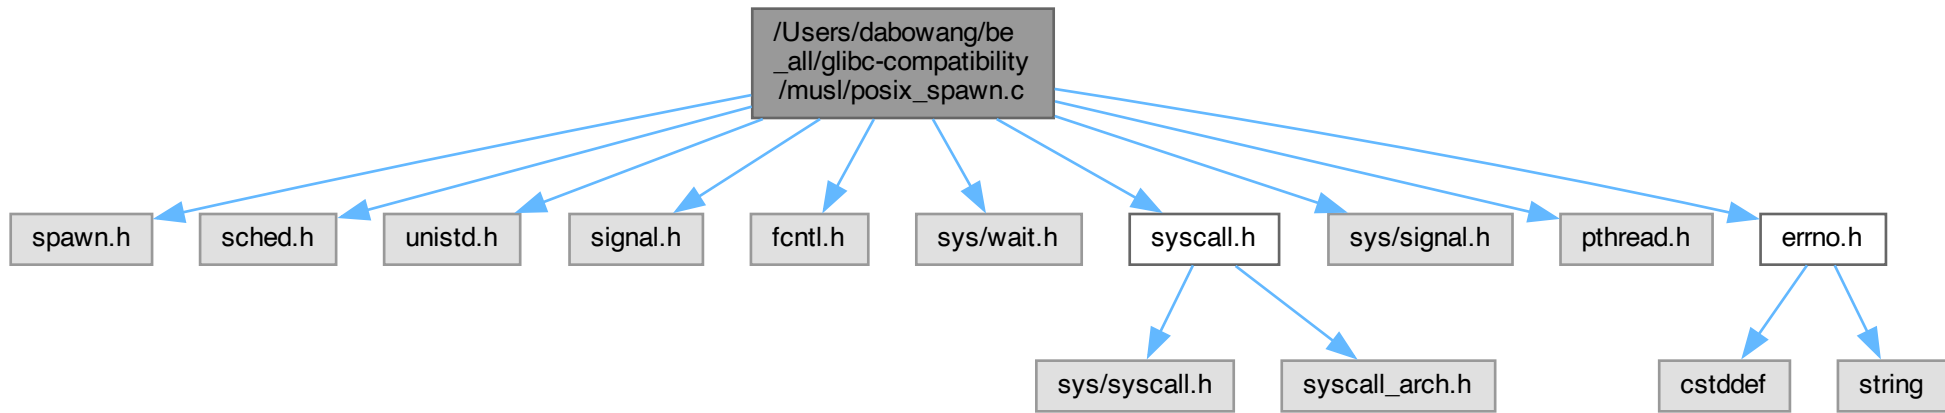 /Users/dabowang/be
_all/glibc-compatibility
/musl/posix_spawn.c
spawn.h
sched.h
unistd.h
signal.h
fcntl.h
sys/wait.h
syscall.h
sys/signal.h
pthread.h
errno.h
sys/syscall.h
syscall_arch.h
cstddef
string